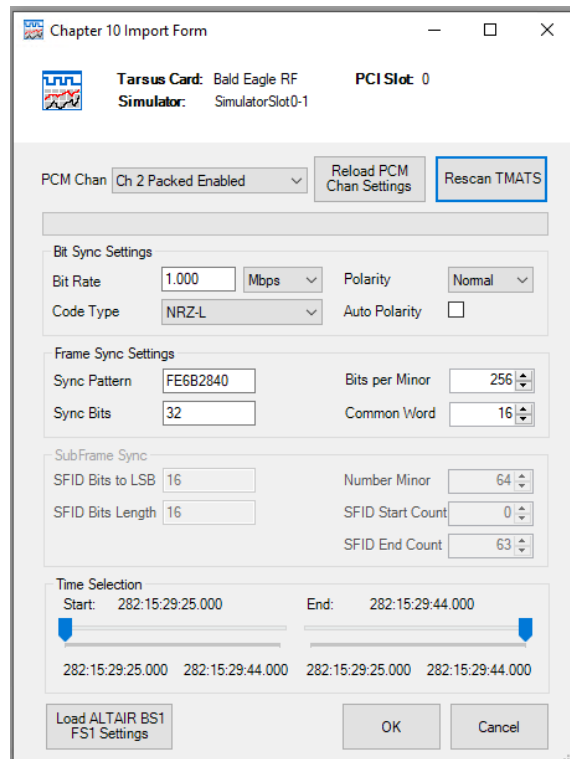 Chapter 10 Import Form
Tarsus Card: Bald Eagle RF PCI Slot: 0
Simulator: SimulatorSlot0-1
PCM Chan Ch 2 Packed Enabled Reload PCM Chan Settings Rescan TMATS
Bit Sync Settings
Bit Rate 1.000 Mbps Polarity Normal
Code Type NRZ-L Auto Polarity
Frame Sync Settings
Sync Pattern FE6B2840 Bits per Minor 256
Sync Bits 32 Common Word 16
SubFrame Sync
SFID Bits to LSB 16 Number Minor 64
SFID Bits Length 16 SFID Start Count 0
SFID End Count 63
Time Selection
Start: 282:15:29:25.000 End: 282:15:29:44.000
282:15:29:25.000 282:15:29:44.000 282:15:29:25.000 282:15:29:44.000
Load ALTAIR BS1 FS1 Settings OK Cancel